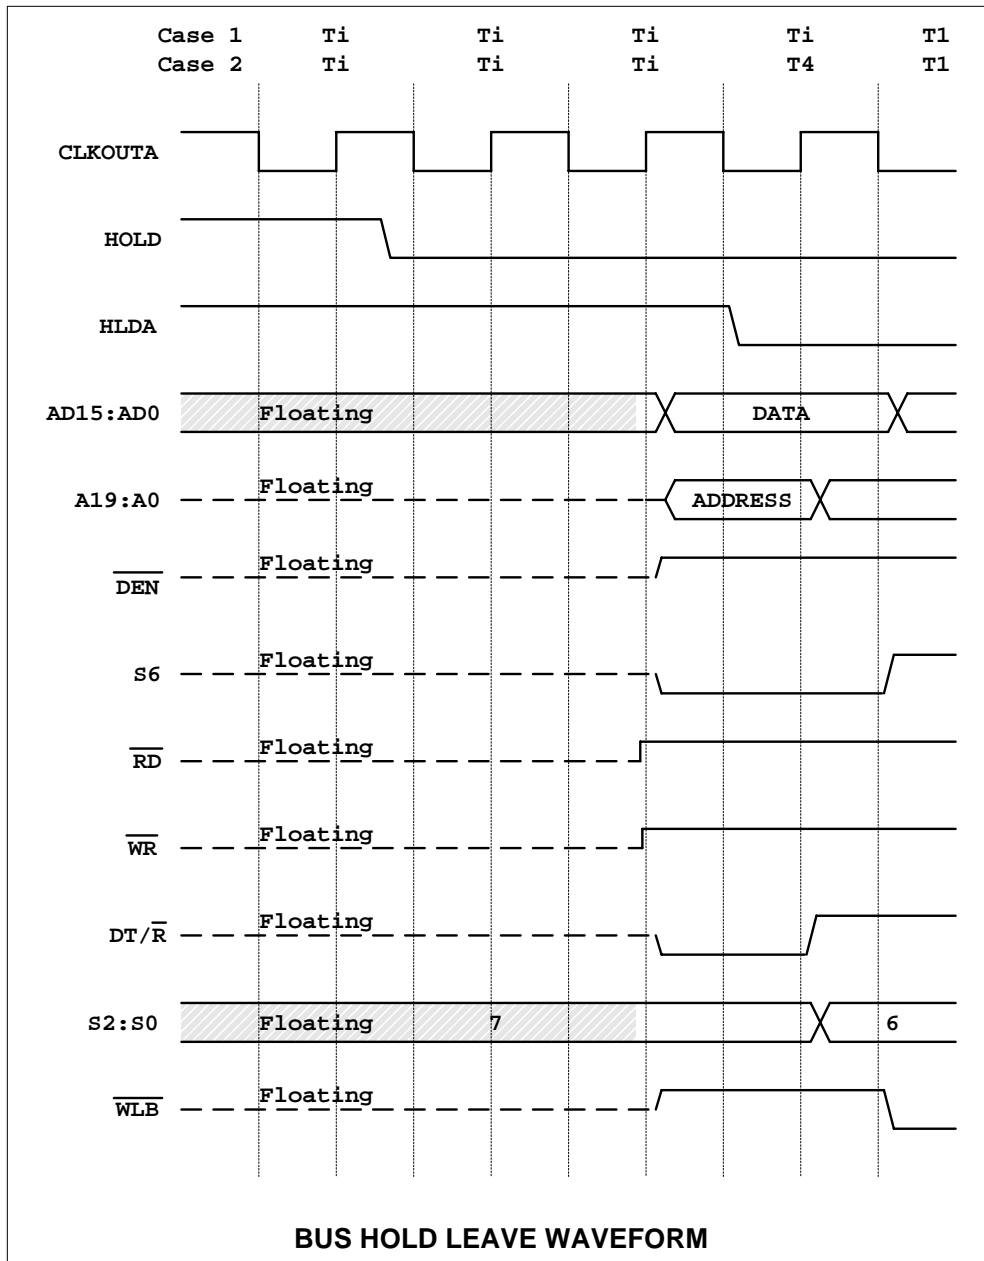 Case 1 Ti Ti Ti Ti T1
Case 2 Ti Ti Ti T4 T1
CLKOUTA
HOLD
HLDA
AD15:AD0 Floating DATA
A19:A0 Floating ADDRESS
DEN Floating
S6 Floating
RD Floating
WR Floating
DT/R Floating
S2:S0 Floating 7 6
WLB Floating
BUS HOLD LEAVE WAVEFORM